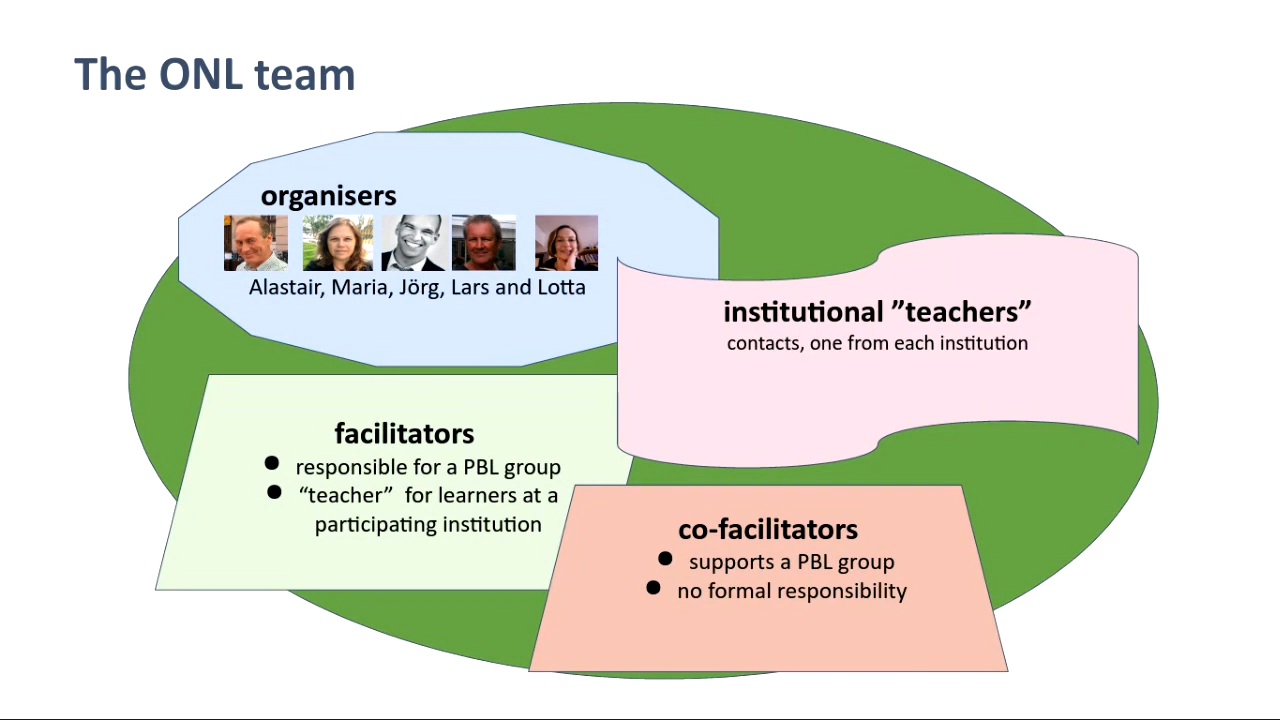 The ONL team
organisers
Alastair, Maria, Jörg, Lars and Lotta
institutional ”teachers”
contacts, one from each institution
facilitators
● responsible for a PBL group
● “teacher” for learners at a
participating institution
co-facilitators
● supports a PBL group
● no formal responsibility